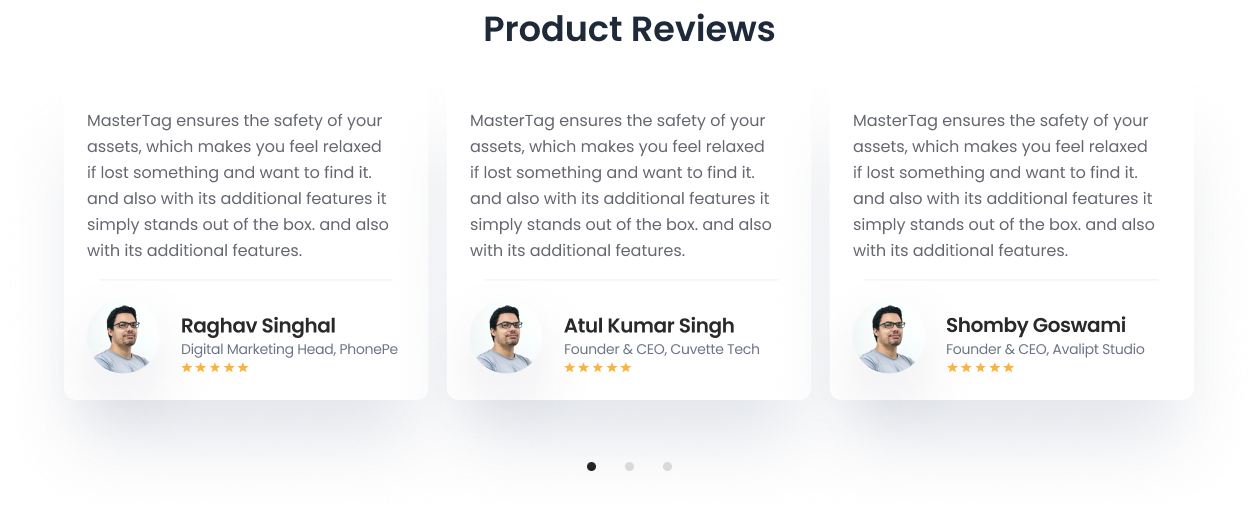 Product Reviews
MasterTag ensures the safety of your
assets, which makes you feel relaxed
if lost something and want to find it.
and also with its additional features it
simply stands out of the box. and also
with its additional features.
Raghav Singhal
Digital Marketing Head, PhonePe
MasterTag ensures the safety of your
assets, which makes you feel relaxed
if lost something and want to find it.
and also with its additional features it
simply stands out of the box. and also
with its additional features.
Atul Kumar Singh
Founder & CEO, Cuvette Tech
MasterTag ensures the safety of your
assets, which makes you feel relaxed
if lost something and want to find it.
and also with its additional features it
simply stands out of the box. and also
with its additional features.
Shomby Goswami
Founder & CEO, Avalipt Studio